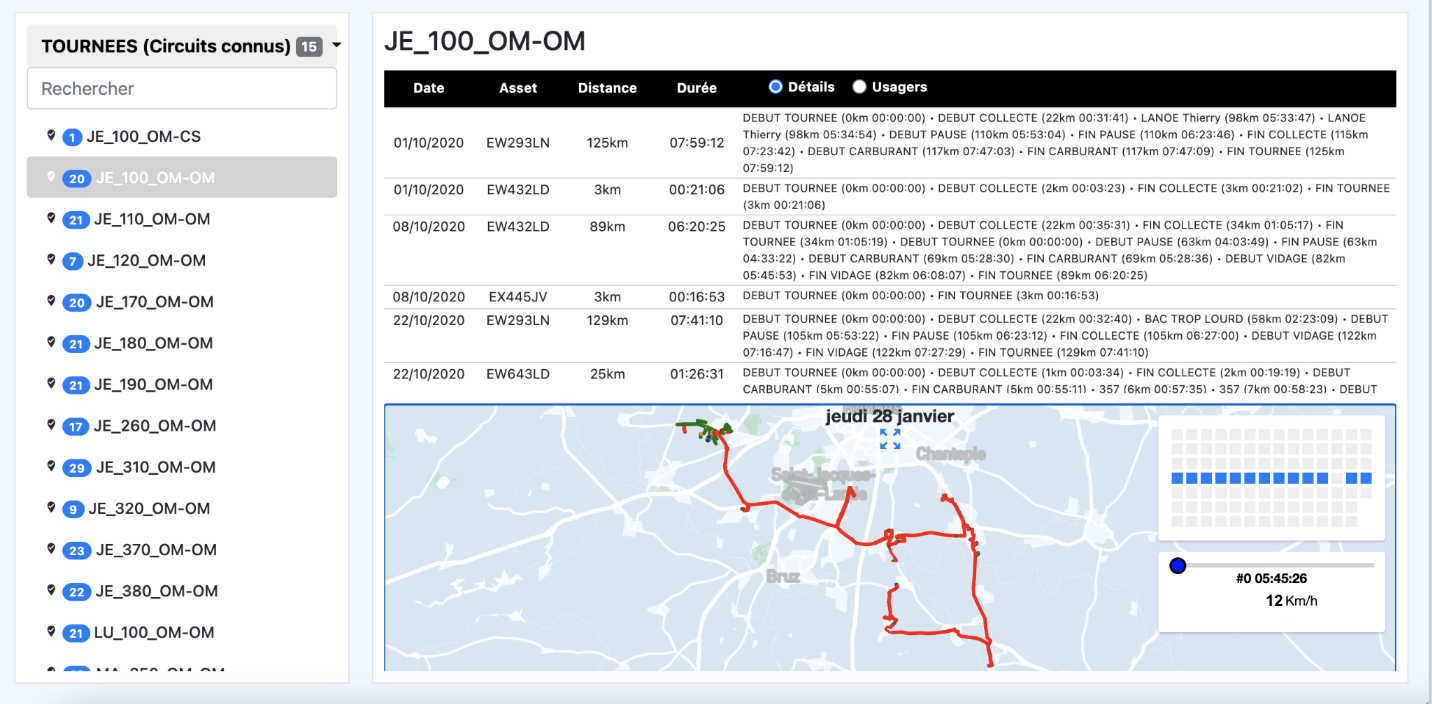 TOURNEES (Circuits connus) 15
Rechercher
1 JE_100_OM-CS
20 JE_100_OM-OM
21 JE_110_OM-OM
7 JE_120_OM-OM
20 JE_170_OM-OM
21 JE_180_OM-OM
21 JE_190_OM-OM
17 JE_260_OM-OM
29 JE_310_OM-OM
9 JE_320_OM-OM
23 JE_370_OM-OM
22 JE_380_OM-OM
21 LU_100_OM-OM
JE_100_OM-OM
Date Asset Distance Durée Détails Usagers
01/10/2020 EW293LN 125km 07:59:12
DEBUT TOURNEE (0km 00:00:00) • DEBUT COLLECTE (22km 00:31:41) • LANOE Thierry (98km 05:33:47) • LANOE
Thierry (98km 05:34:54) • DEBUT PAUSE (110km 05:53:04) • FIN PAUSE (110km 06:23:46) • FIN COLLECTE (115km
07:23:42) • DEBUT CARBURANT (117km 07:47:03) • FIN CARBURANT (117km 07:47:09) • FIN TOURNEE (125km
07:59:12)
01/10/2020 EW432LD 3km 00:21:06
DEBUT TOURNEE (0km 00:00:00) • DEBUT COLLECTE (2km 00:03:23) • FIN COLLECTE (3km 00:21:02) • FIN TOURNEE
(3km 00:21:06)
08/10/2020 EW432LD 89km 06:20:25
DEBUT TOURNEE (0km 00:00:00) • DEBUT COLLECTE (22km 00:35:31) • FIN COLLECTE (34km 01:05:17) • FIN
TOURNEE (34km 01:05:19) • DEBUT TOURNEE (0km 00:00:00) • DEBUT PAUSE (63km 04:03:49) • FIN PAUSE (63km
04:33:22) • DEBUT CARBURANT (69km 05:28:30) • FIN CARBURANT (69km 05:28:36) • DEBUT VIDAGE (82km
05:45:53) • FIN VIDAGE (82km 06:08:07) • FIN TOURNEE (89km 06:20:25)
08/10/2020 EX445JV 3km 00:16:53
DEBUT TOURNEE (0km 00:00:00) • FIN TOURNEE (3km 00:16:53)
22/10/2020 EW293LN 129km 07:41:10
DEBUT TOURNEE (0km 00:00:00) • DEBUT COLLECTE (22km 00:32:40) • BAC TROP LOURD (58km 02:23:09) • DEBUT
PAUSE (105km 05:53:22) • FIN PAUSE (105km 06:23:12) • FIN COLLECTE (105km 06:27:00) • DEBUT VIDAGE (122km
07:16:47) • FIN VIDAGE (122km 07:27:29) • FIN TOURNEE (129km 07:41:10)
22/10/2020 EW643LD 25km 01:26:31
DEBUT TOURNEE (0km 00:00:00) • DEBUT COLLECTE (1km 00:03:34) • FIN COLLECTE (2km 00:19:19) • DEBUT
CARBURANT (5km 00:55:07) • FIN CARBURANT (5km 00:55:11) • 357 (6km 00:57:35) • 357 (7km 00:58:23) • DEBUT
jeudi 28 janvier
Chantepie
Saint-Jacques-
de-la-Lande
Bruz
#0 05:45:26
12 Km/h